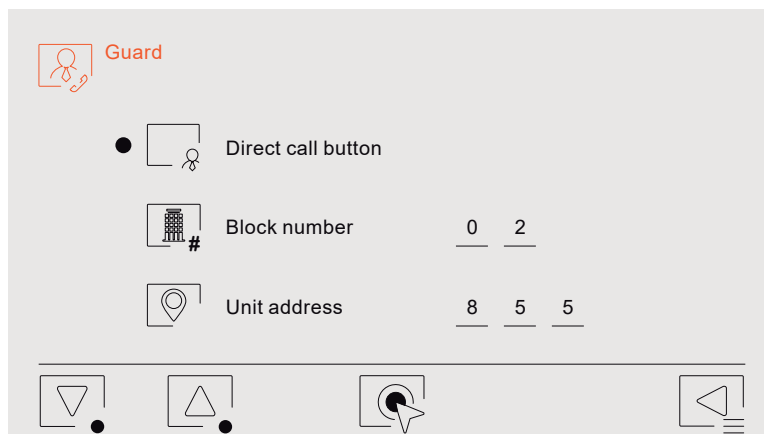 Guard
Direct call button
Block number 0 2
#
Unit address 8 5 5